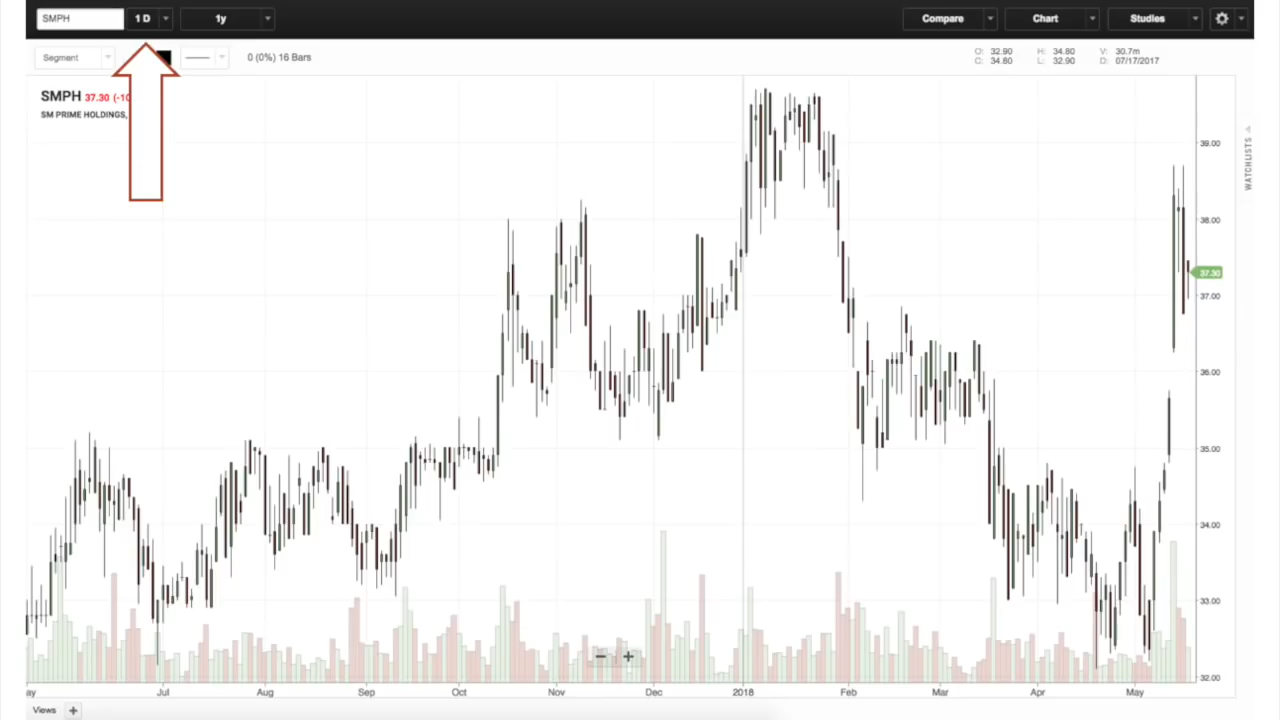 SMPH 1 D 1y Compare Chart Studies
Segment 0 (0%) 16 Bars O: 32.90 H: 34.80 V: 30.7m
C: 34.80 L: 32.90 D: 07/17/2017
SMPH 37.30 (-10
SM PRIME HOLDINGS,
WATCHLISTS
39.00
38.00
37.30
37.00
36.00
35.00
34.00
33.00
32.00
− +
ay Jul Aug Sep Oct Nov Dec 2018 Feb Mar Apr May
Views +